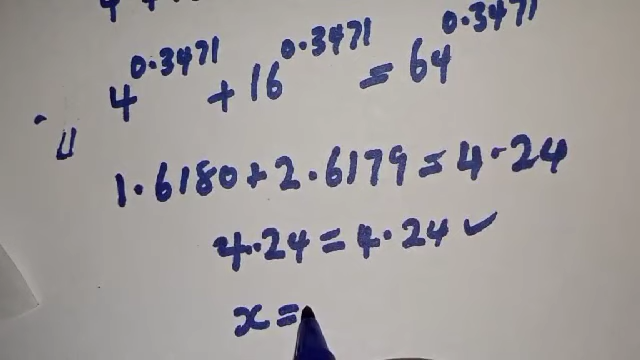 4^0.3471 + 16^0.3471 = 64^0.3471
1.6180 + 2.6179 = 4.24
4.24 = 4.24 ✓
x =